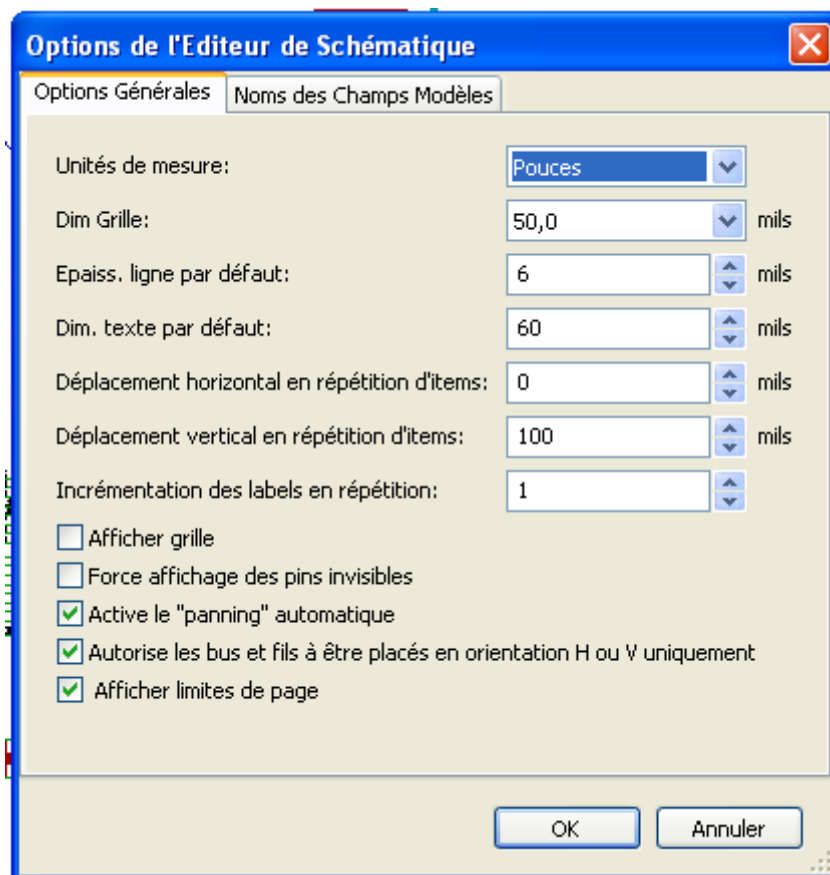 Options de l'Editeur de Schématique
Options Générales Noms des Champs Modèles
Unités de mesure: Pouces
Dim Grille: 50,0 mils
Epaiss. ligne par défaut: 6 mils
Dim. texte par défaut: 60 mils
Déplacement horizontal en répétition d'items: 0 mils
Déplacement vertical en répétition d'items: 100 mils
Incrémentation des labels en répétition: 1
Afficher grille
Force affichage des pins invisibles
Active le "panning" automatique
Autorise les bus et fils à être placés en orientation H ou V uniquement
Afficher limites de page
OK Annuler